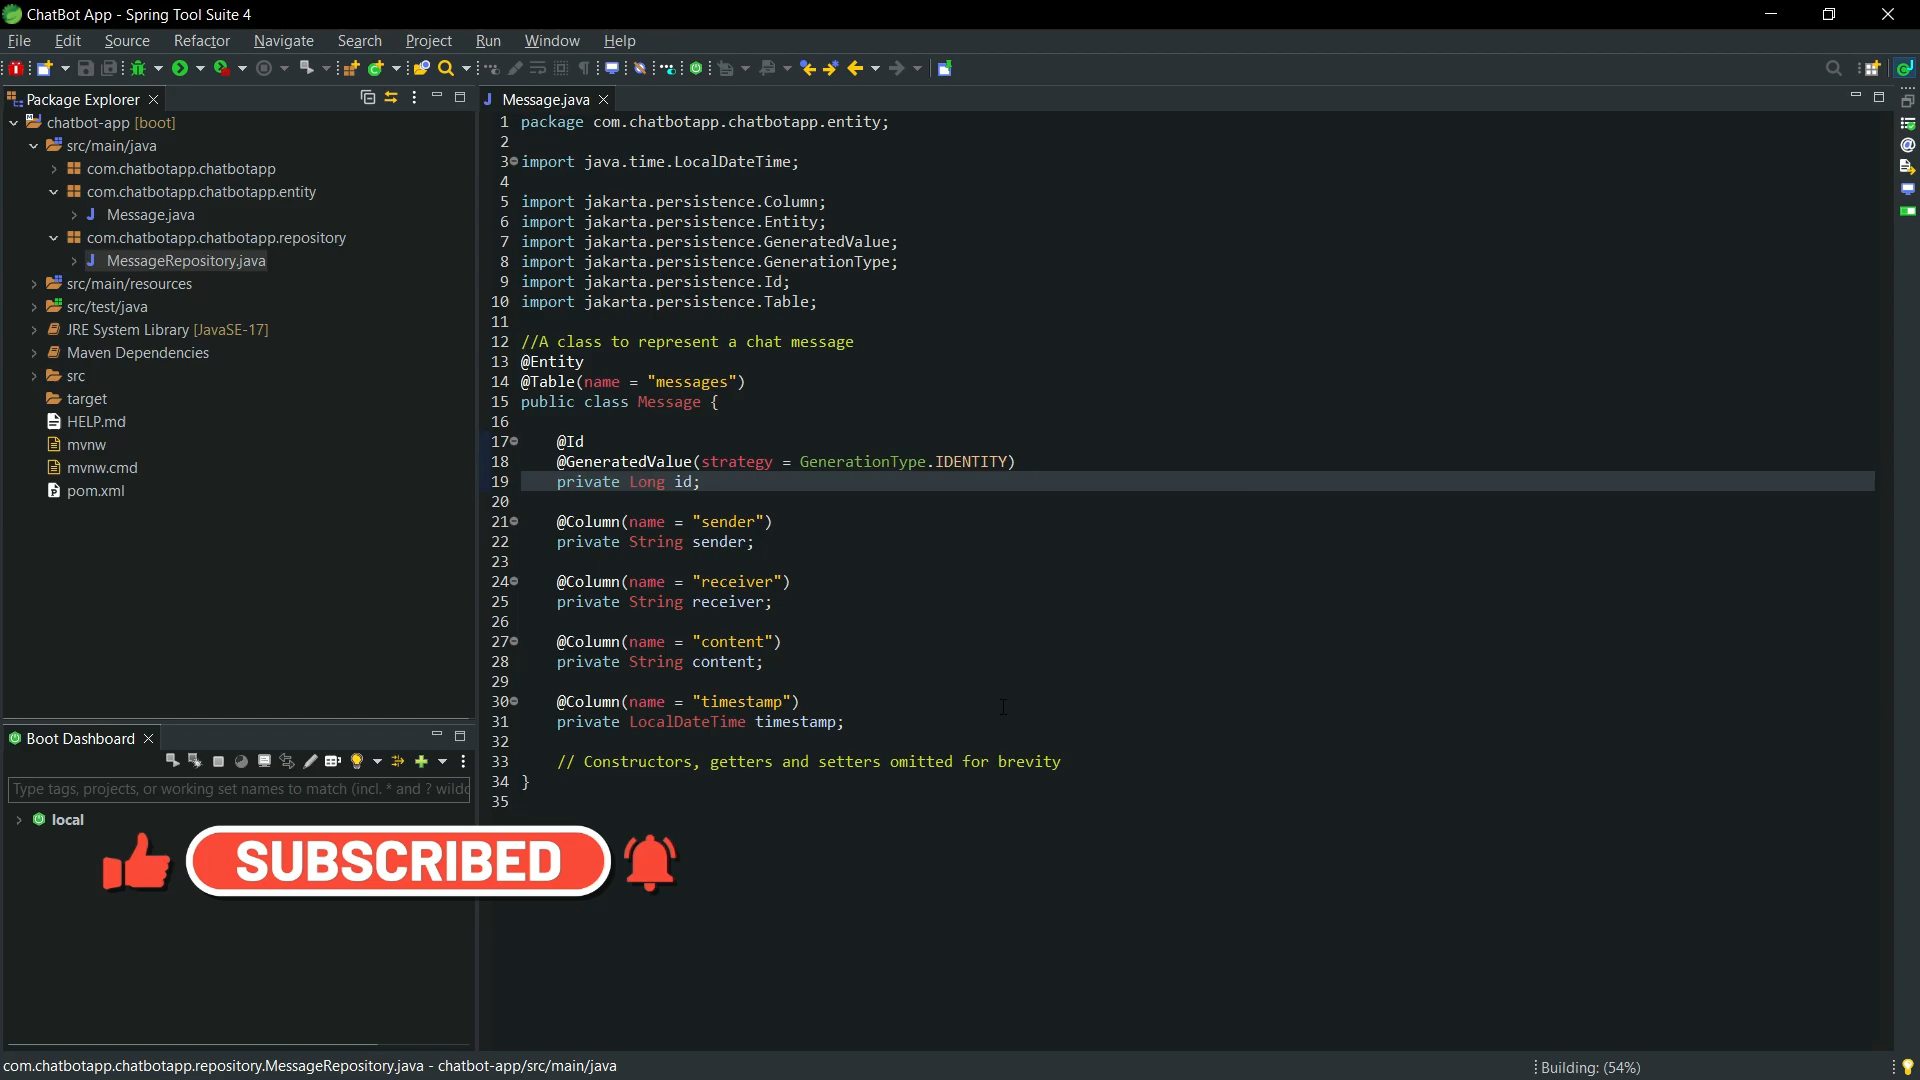 ChatBot App - Spring Tool Suite 4
File Edit Source Refactor Navigate Search Project Run Window Help
Package Explorer
chatbot-app [boot]
src/main/java
com.chatbotapp.chatbotapp
com.chatbotapp.chatbotapp.entity
Message.java
com.chatbotapp.chatbotapp.repository
MessageRepository.java
src/main/resources
src/test/java
JRE System Library [JavaSE-17]
Maven Dependencies
src
target
HELP.md
mvnw
mvnw.cmd
pom.xml
Boot Dashboard
Type tags, projects, or working set names to match (incl. * and ? wildc
local
SUBSCRIBED
Message.java
1 package com.chatbotapp.chatbotapp.entity;
2
3 import java.time.LocalDateTime;
4
5 import jakarta.persistence.Column;
6 import jakarta.persistence.Entity;
7 import jakarta.persistence.GeneratedValue;
8 import jakarta.persistence.GenerationType;
9 import jakarta.persistence.Id;
10 import jakarta.persistence.Table;
11
12 //A class to represent a chat message
13 @Entity
14 @Table(name = "messages")
15 public class Message {
16
17 @Id
18 @GeneratedValue(strategy = GenerationType.IDENTITY)
19 private Long id;
20
21 @Column(name = "sender")
22 private String sender;
23
24 @Column(name = "receiver")
25 private String receiver;
26
27 @Column(name = "content")
28 private String content;
29
30 @Column(name = "timestamp")
31 private LocalDateTime timestamp;
32
33 // Constructors, getters and setters omitted for brevity
34 }
35
com.chatbotapp.chatbotapp.repository.MessageRepository.java - chatbot-app/src/main/java
Building: (54%)